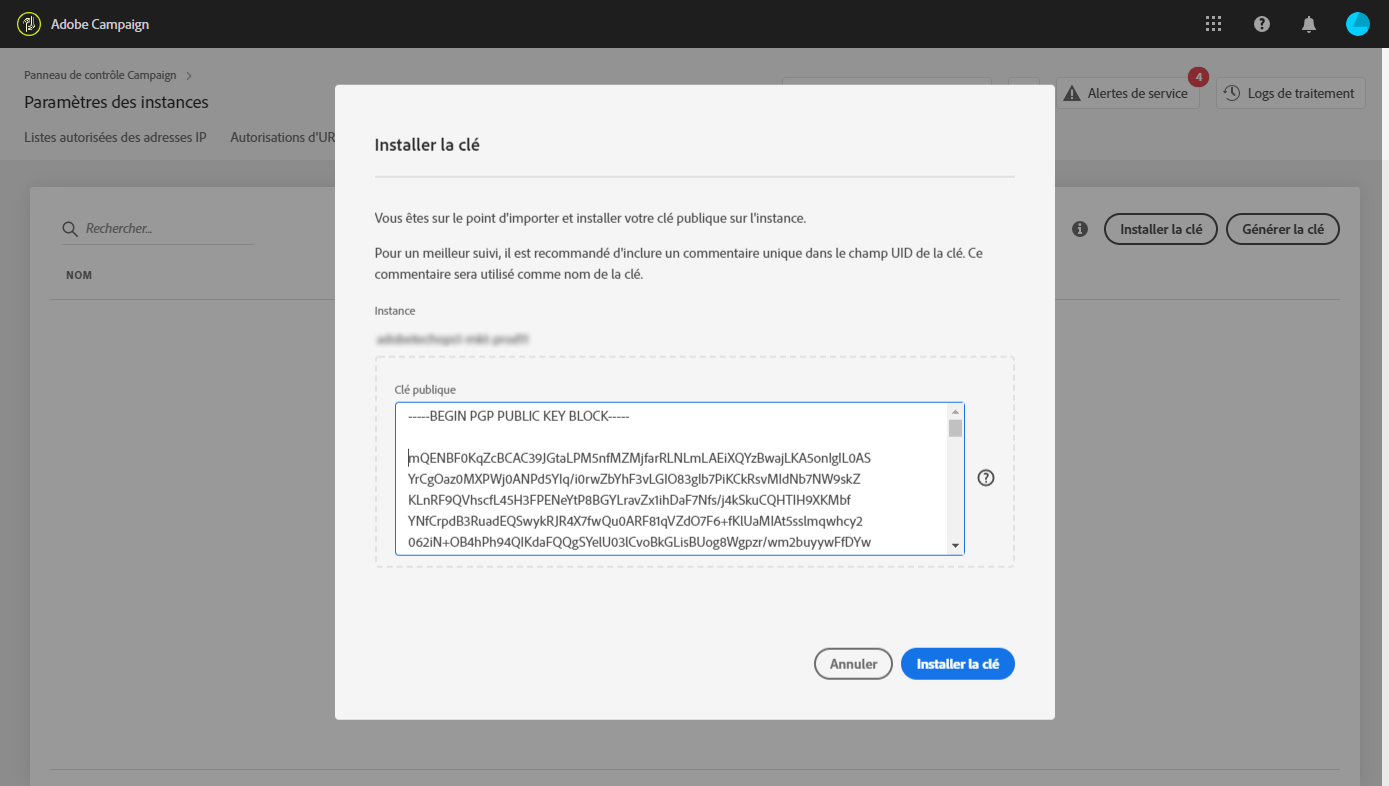 Adobe Campaign
Panneau de contrôle Campaign
Paramètres des instances
4
Alertes de service
Logs de traitement
Listes autorisées des adresses IP
Autorisations d'UR
Rechercher...
Installer la clé
Générer la clé
NOM
Installer la clé
Vous êtes sur le point d'importer et installer votre clé publique sur l'instance.
Pour un meilleur suivi, il est recommandé d'inclure un commentaire unique dans le champ UID de la clé. Ce
commentaire sera utilisé comme nom de la clé.
Instance
Clé publique
-----BEGIN PGP PUBLIC KEY BLOCK-----
mQENBF0KqZcBCAC39JGtaLPM5nfMZMjfarRLNLmLAEiXQYzBwajLKA5onIglL0AS
YrCgOaz0MXPWj0ANPd5YIq/i0rwZbYhF3vLGlO83gIb7PiKCkRsvMIdNb7NW9skZ
KLnRF9QVhscfL45H3FPENeYtP8BGYLravZx1ihDaF7Nfs/j4kSkuCQHTIH9XKMbf
YNfCrpdB3RuadEQSwykRJR4X7fwQu0ARF81qVZdO7F6+fKlUaMIAt5sslmqwhcy2
062iN+OB4hPh94QIKdaFQQgSYelU03lCvoBkGLisBUog8Wgpzr/wm2buyywFfDYw
Annuler
Installer la clé